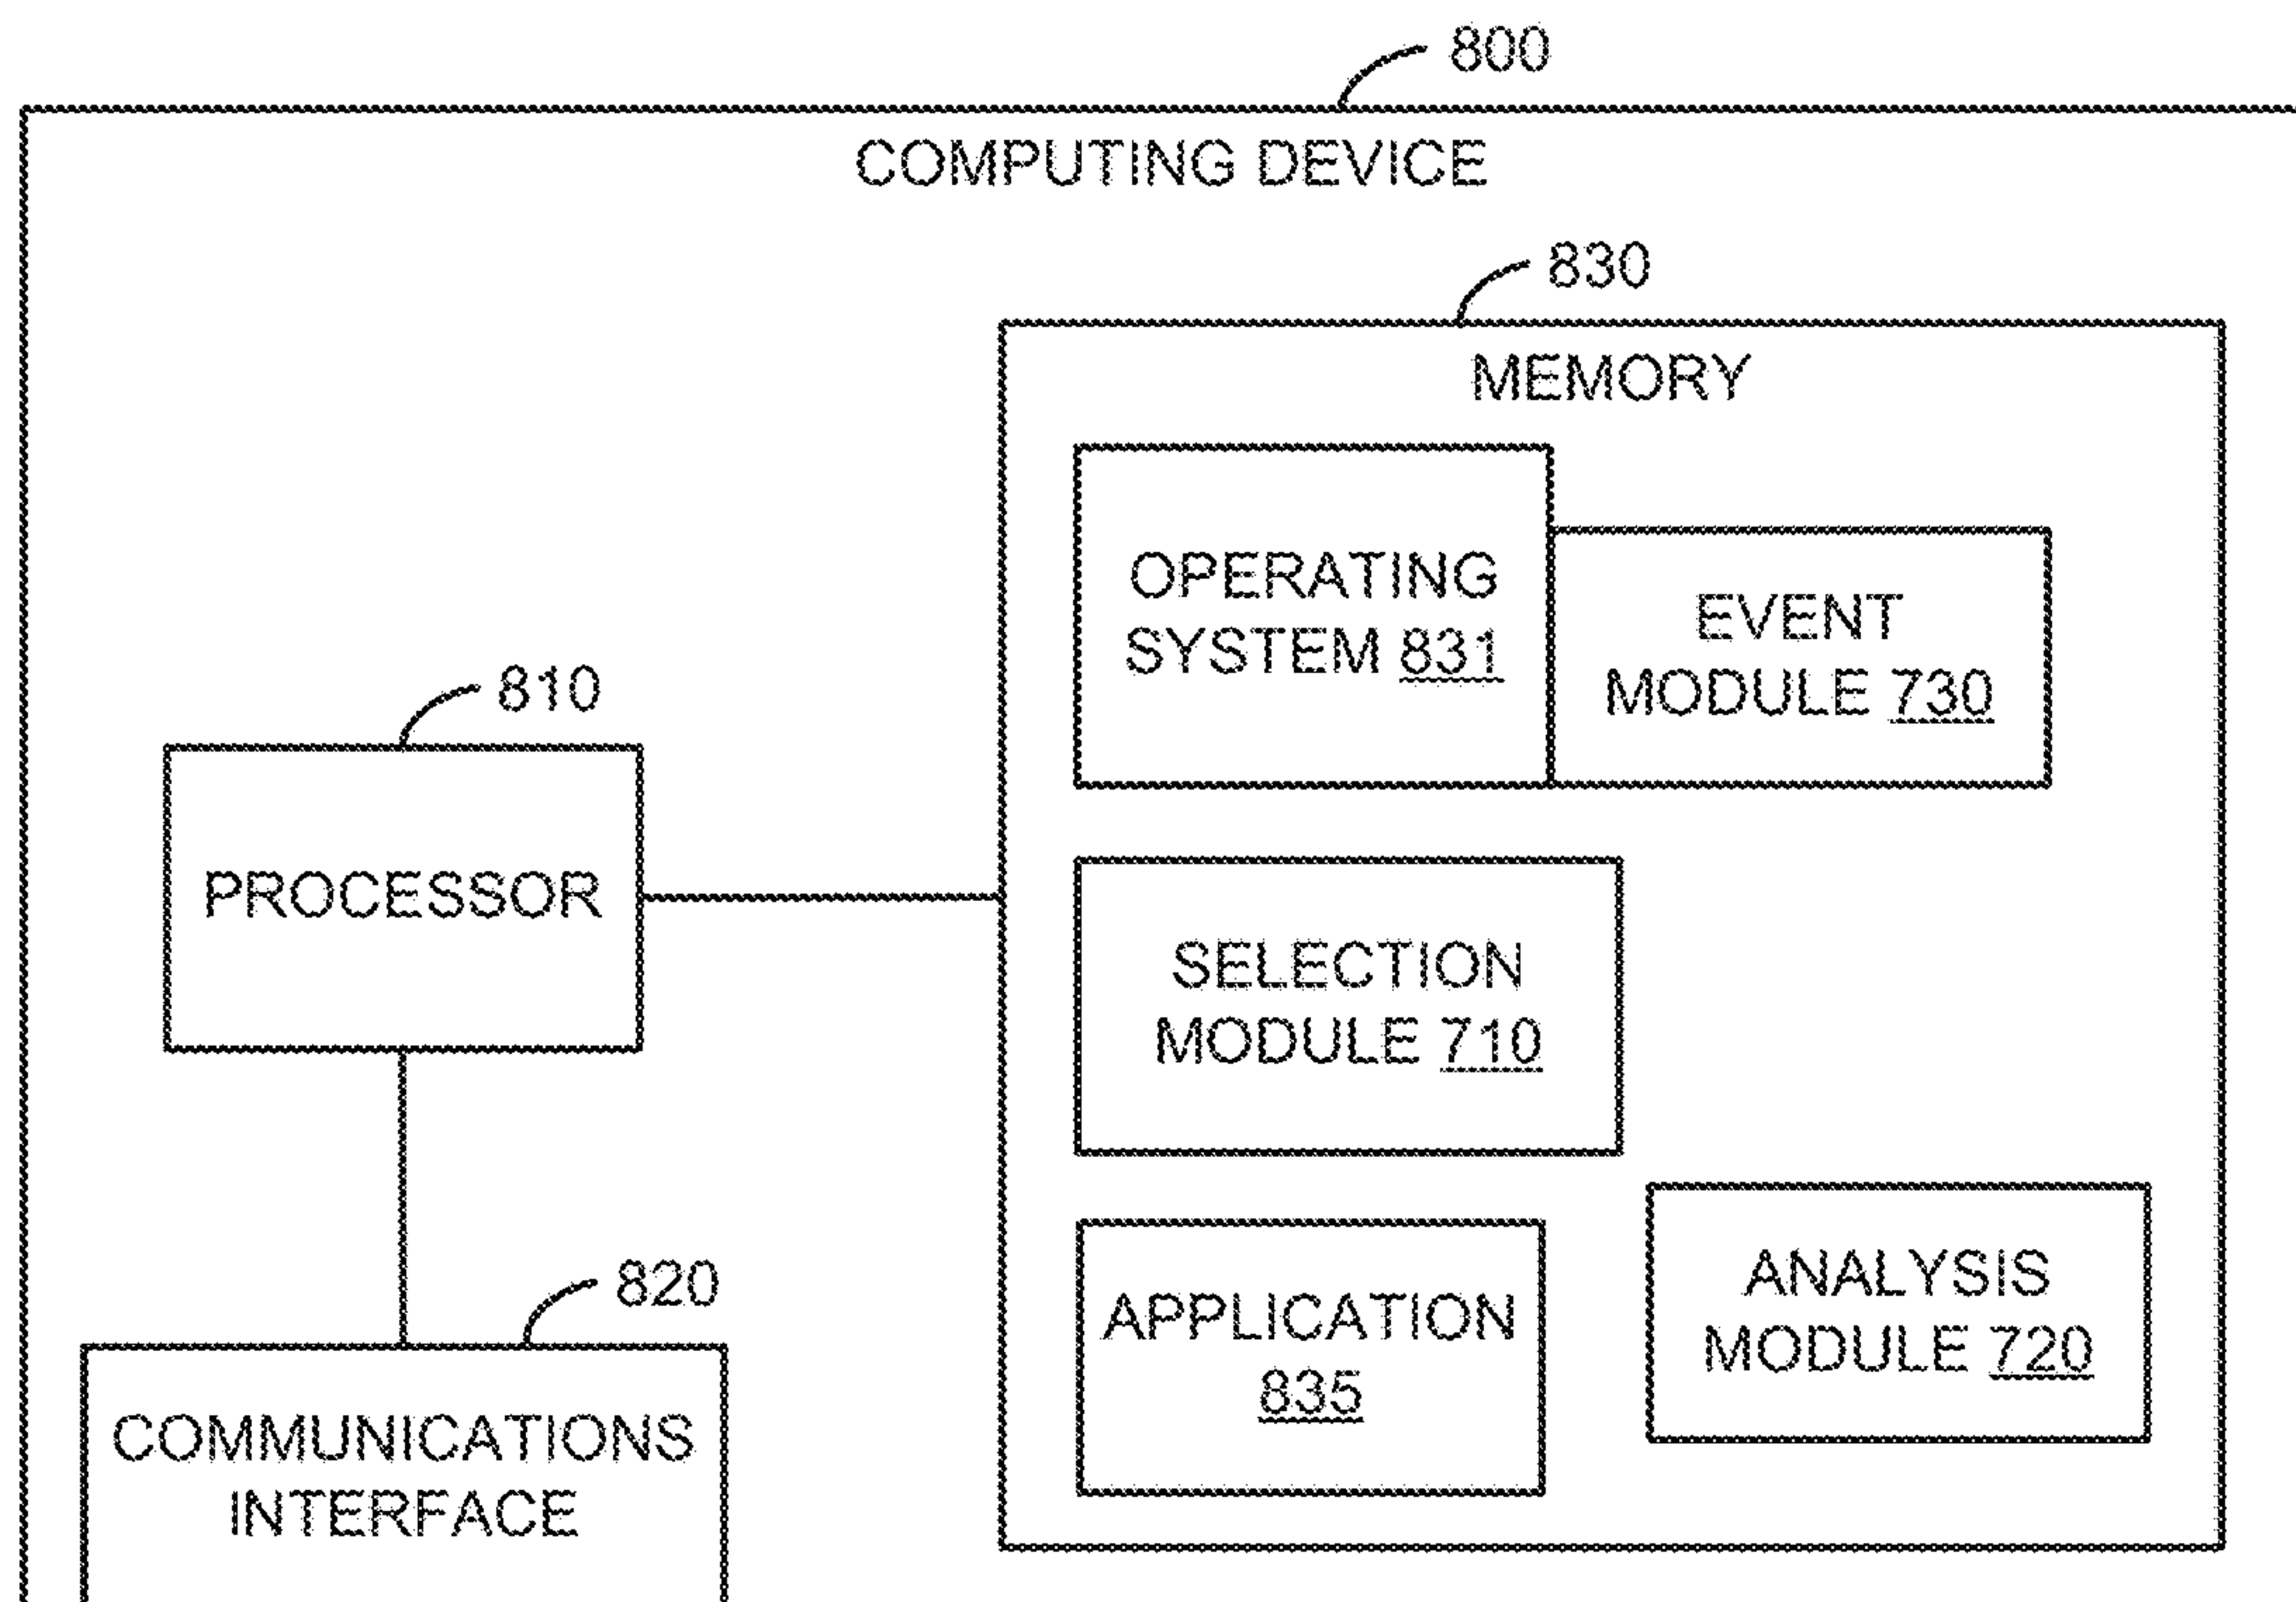 800
COMPUTING DEVICE
830
MEMORY
OPERATING
SYSTEM 831
EVENT
MODULE 730
810
PROCESSOR
SELECTION
MODULE 710
820
COMMUNICATIONS
INTERFACE
APPLICATION
835
ANALYSIS
MODULE 720